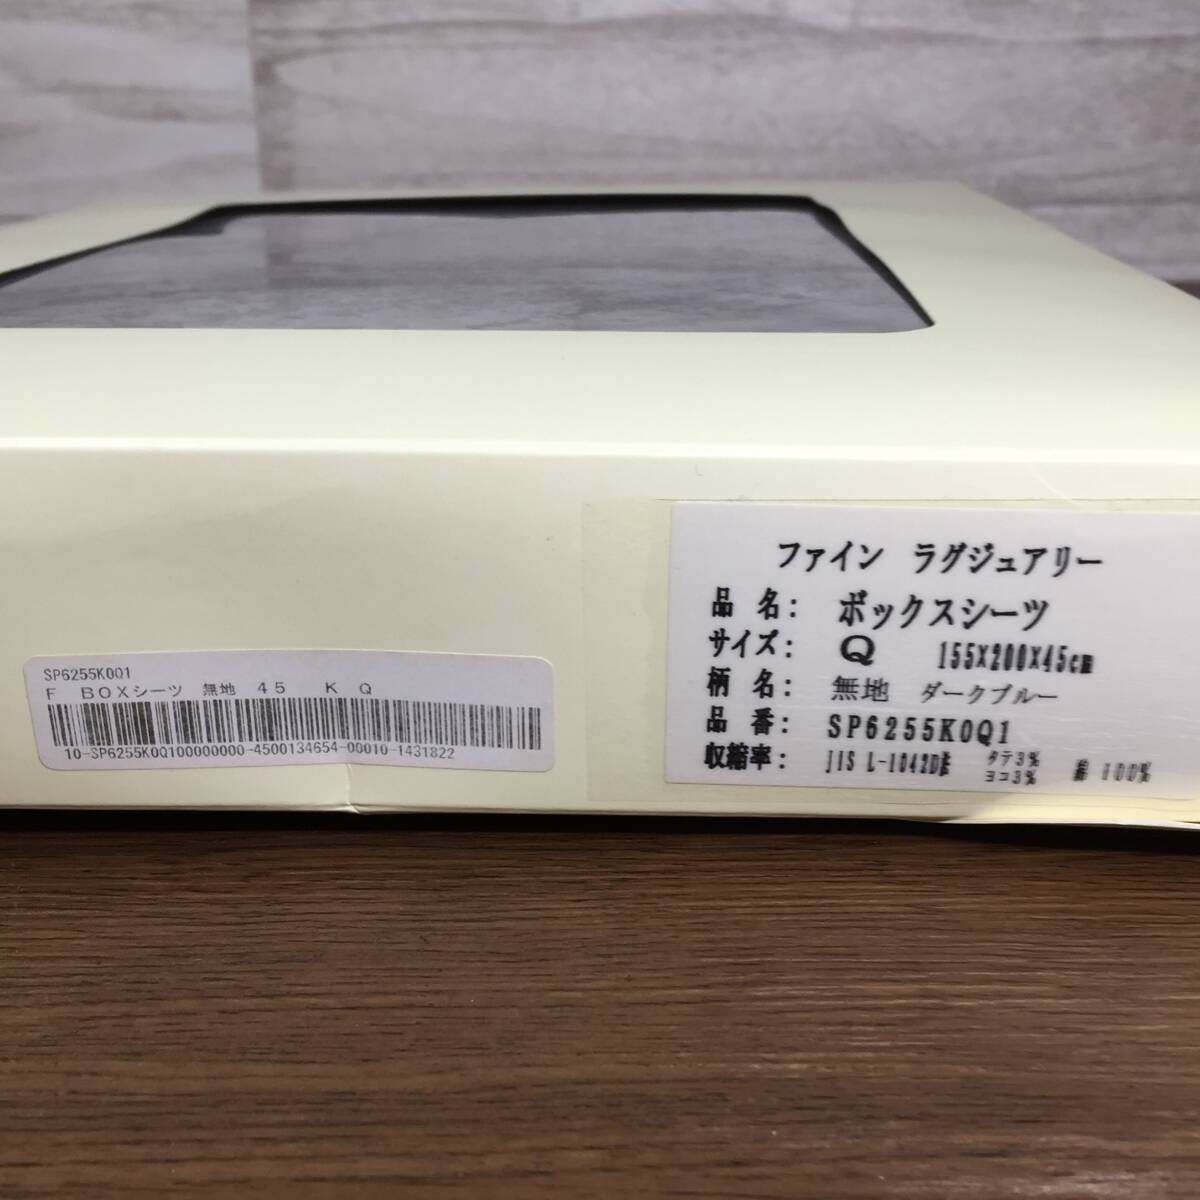 SP6255K0Q1
F BOXシーツ 無地 45 K Q
10-SP6255K0Q100000000-4500134654-00010-1431822
ファイン ラグジュアリー
品 名: ボックスシーツ
サイズ: Q 155X200X45cm
柄 名: 無地 ダークブルー
品 番: SP6255K0Q1
収縮率: JIS L-1042D法 タテ3% ヨコ3% 綿 100%